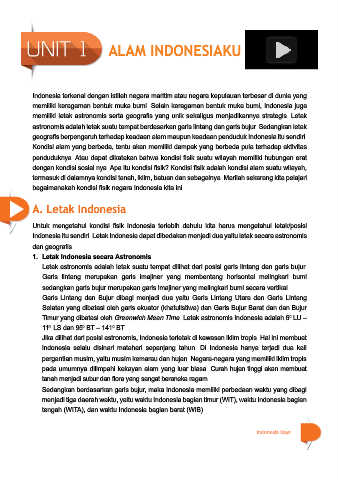 UNIT I
ALAM INDONESIAKU
Indonesia terkenal dengan istilah negara maritim atau negara kepulauan terbesar di dunia yang
memiliki keragaman bentuk muka bumi Selain keragaman bentuk muka bumi, Indonesia juga
memiliki letak astronomis serta geografis yang unik sekaligus menjadikannya strategis Letak
astronomis adalah letak suatu tempat berdasarkan garis lintang dan garis bujur Sedangkan letak
geografis berpengaruh terhadap keadaan alam maupun keadaan penduduk Indonesia itu sendiri
Kondisi alam yang berbeda, tentu akan memiliki dampak yang berbeda pula terhadap aktivitas
penduduknya Atau dapat dikatakan bahwa kondisi fisik suatu wilayah memiliki hubungan erat
dengan kondisi sosial nya Apa itu kondisi fisik? Kondisi fisik adalah kondisi alam suatu wilayah,
termasuk di dalamnya kondisi tanah, iklim, batuan dan sebagainya Marilah sekarang kita pelajari
bagaimanakah kondisi fisik negara Indonesia kita ini
A. Letak Indonesia
Untuk mengetahui kondisi fisik Indonesia terlebih dahulu kita harus mengetahui letak/posisi
Indonesia itu sendiri Letak Indonesia dapat dibedakan menjadi dua yaitu letak secara astronomis
dan geografis
1. Letak Indonesia secara Astronomis
Letak astronomis adalah letak suatu tempat dilihat dari posisi garis lintang dan garis bujur
Garis lintang merupakan garis imajiner yang membentang horisontal melingkari bumi
sedangkan garis bujur merupakan garis imajiner yang melingkari bumi secara vertikal
Garis Lintang dan Bujur dibagi menjadi dua yaitu Garis Lintang Utara dan Garis Lintang
Selatan yang dibatasi oleh garis ekuator (khatulistiwa) dan Garis Bujur Barat dan dan Bujur
Timur yang dibatasi oleh Greenwich Mean Time Letak astronomis Indonesia adalah 6° LU –
11° LS dan 95° BT – 141° BT
Jika dilihat dari posisi astronomis, Indonesia terletak di kawasan iklim tropis Hal ini membuat
Indonesia selalu disinari matahari sepanjang tahun Di Indonesia hanya terjadi dua kali
pergantian musim, yaitu musim kemarau dan hujan Negara-negara yang memiliki iklim tropis
pada umumnya dilimpahi kekayan alam yang luar biasa Curah hujan tinggi akan membuat
tanah menjadi subur dan flora yang sangat beraneka ragam
Sedangkan berdasarkan garis bujur, maka Indonesia memiliki perbedaan waktu yang dibagi
menjadi tiga daerah waktu, yaitu waktu Indonesia bagian timur (WIT), waktu Indonesia bagian
tengah (WITA), dan waktu Indonesia bagian barat (WIB)